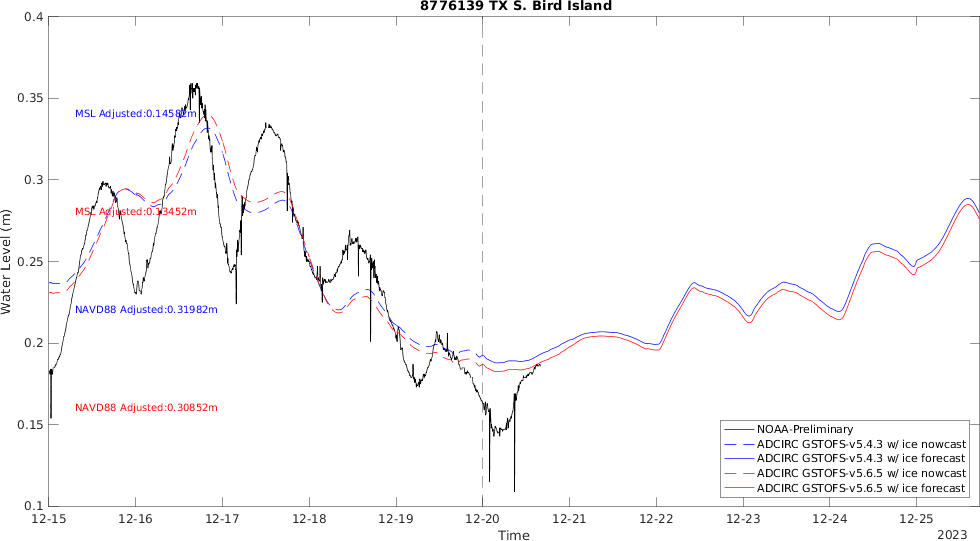 8776139 TX S. Bird Island
0.4
0.35
0.3
0.25
0.2
0.15
0.1
Water Level (m)
MSL Adjusted:0.14582m
MSL Adjusted:0.13452m
NAVD88 Adjusted:0.31982m
NAVD88 Adjusted:0.30852m
NOAA-Preliminary
ADCIRC GSTOFS-v5.4.3 w/ ice nowcast
ADCIRC GSTOFS-v5.4.3 w/ ice forecast
ADCIRC GSTOFS-v5.6.5 w/ ice nowcast
ADCIRC GSTOFS-v5.6.5 w/ ice forecast
12-15 12-16 12-17 12-18 12-19 12-20 12-21 12-22 12-23 12-24 12-25
Time
2023